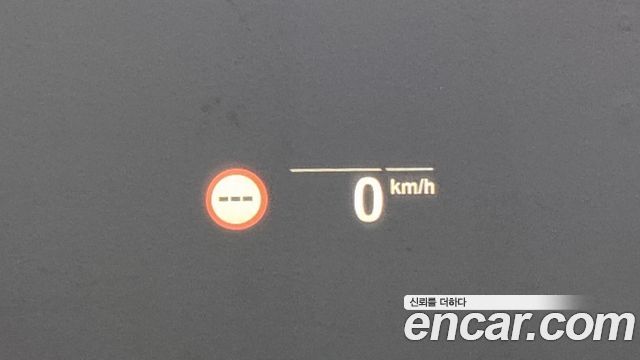 ---
0 km/h
신뢰를 더하다
encar.com